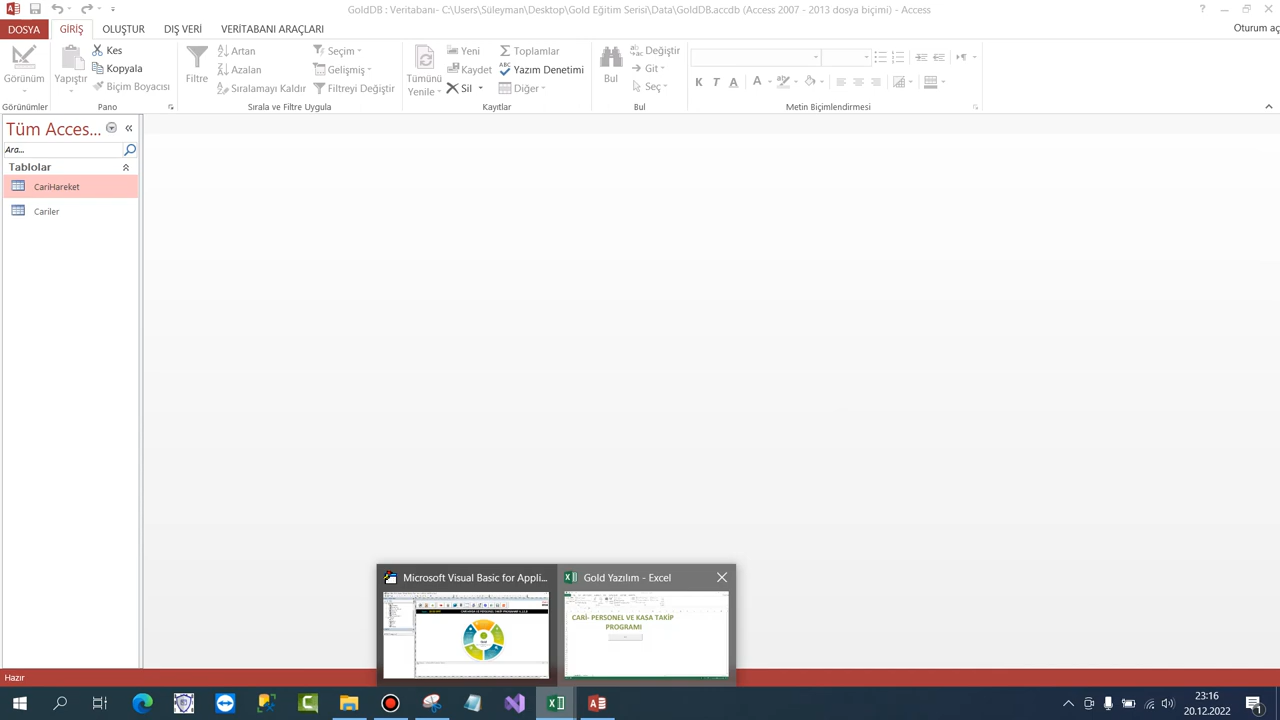 GoldDB : Veritabanı- C:\Users\Süleyman\Desktop\Gold Eğitim Serisi\Data\GoldDB.accdb (Access 2007 - 2013 dosya biçimi) - Access
DOSYA GİRİŞ OLUŞTUR DIŞ VERİ VERİTABANI ARAÇLARI Oturum aç
Görünüm
Yapıştır
Kes
Kopyala
Biçim Boyacısı
Filtre
Artan
Azalan
Sıralamayı Kaldır
Seçim
Gelişmiş
Filtreyi Değiştir
Tümünü
Yenile
Yeni
Kaydet
Sil
Toplamlar
Yazım Denetimi
Diğer
Bul
Değiştir
Git
Seç
K T A
Görünümler Pano Sırala ve Filtre Uygula Kayıtlar Bul Metin Biçimlendirmesi
Tüm Acces...
Ara...
Tablolar
CariHareket
Cariler
Microsoft Visual Basic for Appli...
Gold Yazılım - Excel
CARİ- PERSONEL VE KASA TAKİP
PROGRAMI
Hazır
23:16
20.12.2022